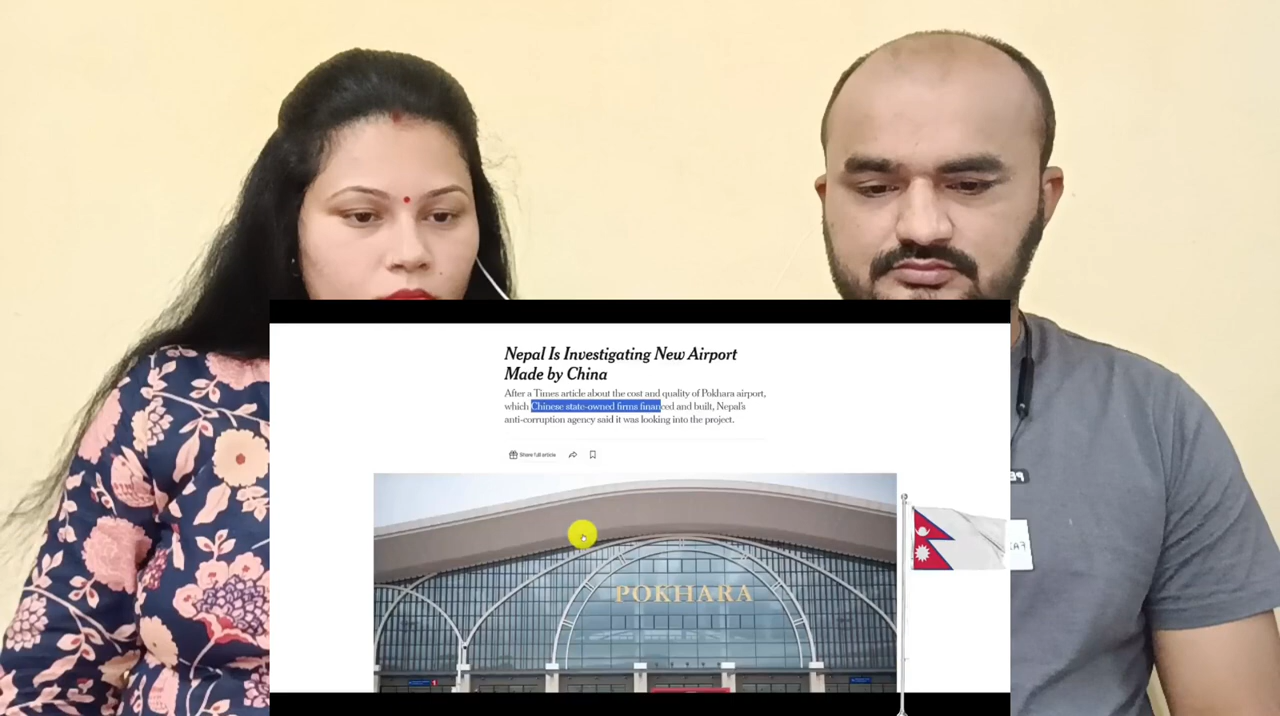 Nepal Is Investigating New Airport
Made by China
After a Times article about the cost and quality of Pokhara airport,
which Chinese state-owned firms financed and built, Nepal's
anti-corruption agency said it was looking into the project.
Share full article
POKHARA